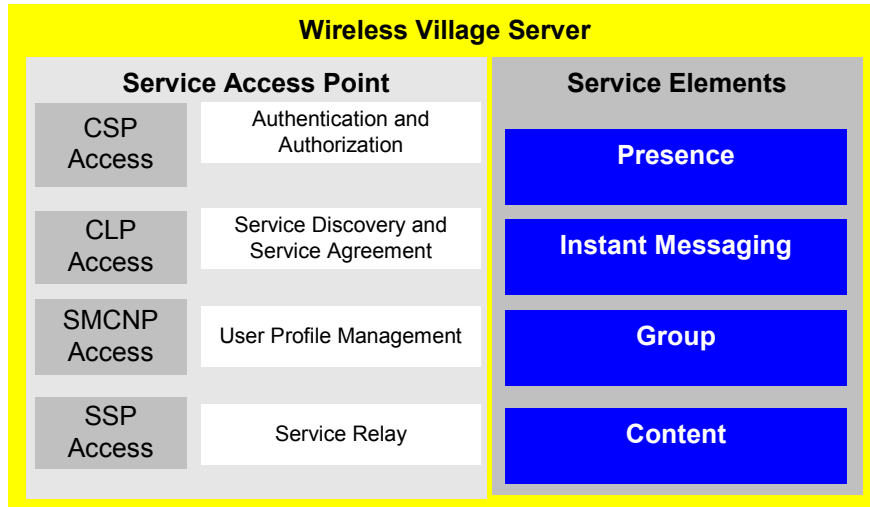 Wireless Village Server
Service Access Point
CSP
Access
Authentication and
Authorization
CLP
Access
Service Discovery and
Service Agreement
SMCNP
Access
User Profile Management
SSP
Access
Service Relay
Service Elements
Presence
Instant Messaging
Group
Content